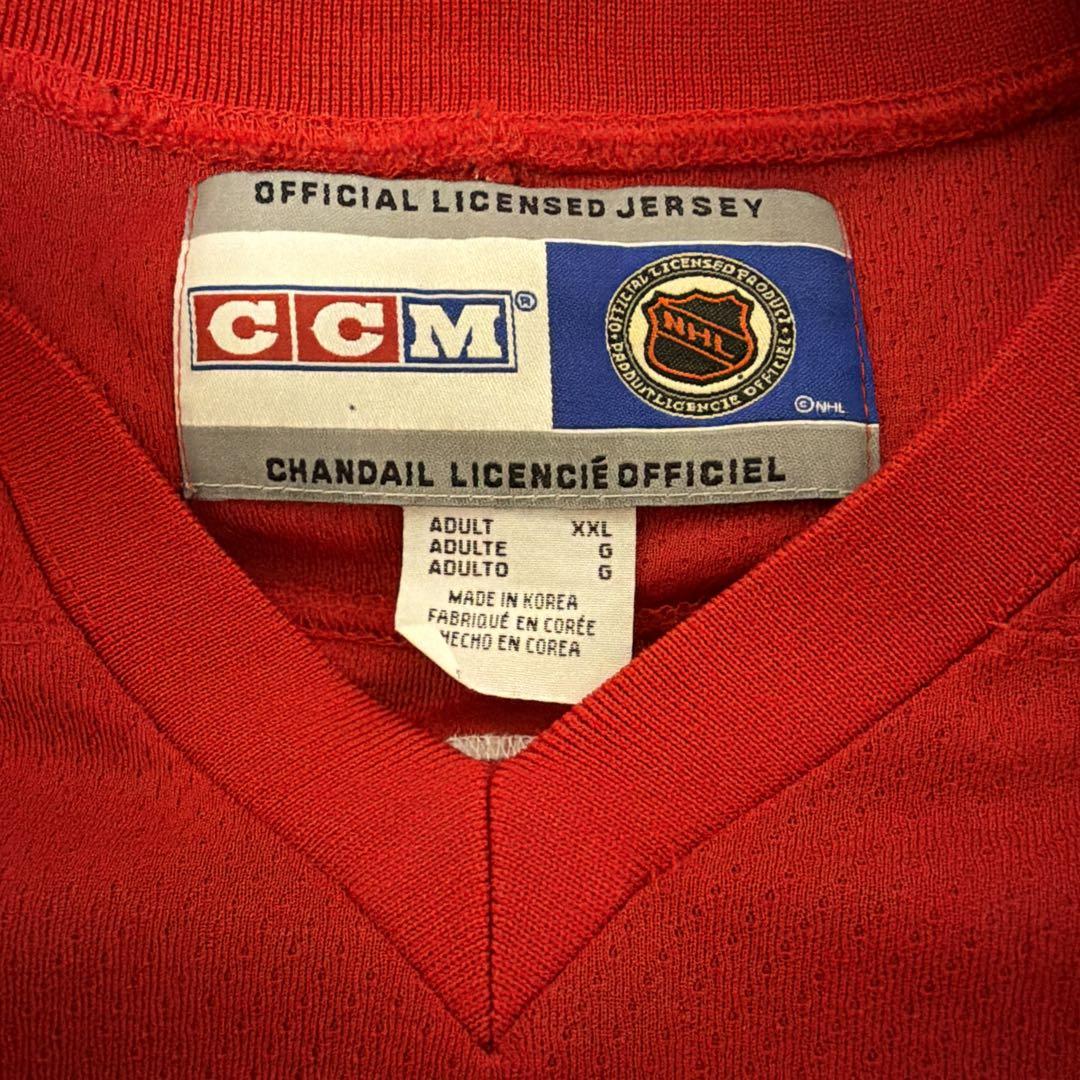 OFFICIAL LICENSED JERSEY
CCM®
OFFICIAL LICENSED PRODUCT
NHL
PRODUIT LICENCIE OFFICIEL
©NHL
CHANDAIL LICENCIÉ OFFICIEL
ADULT XXL
ADULTE G
ADULTO G
MADE IN KOREA
FABRIQUÉ EN CORÉE
HECHO EN COREA